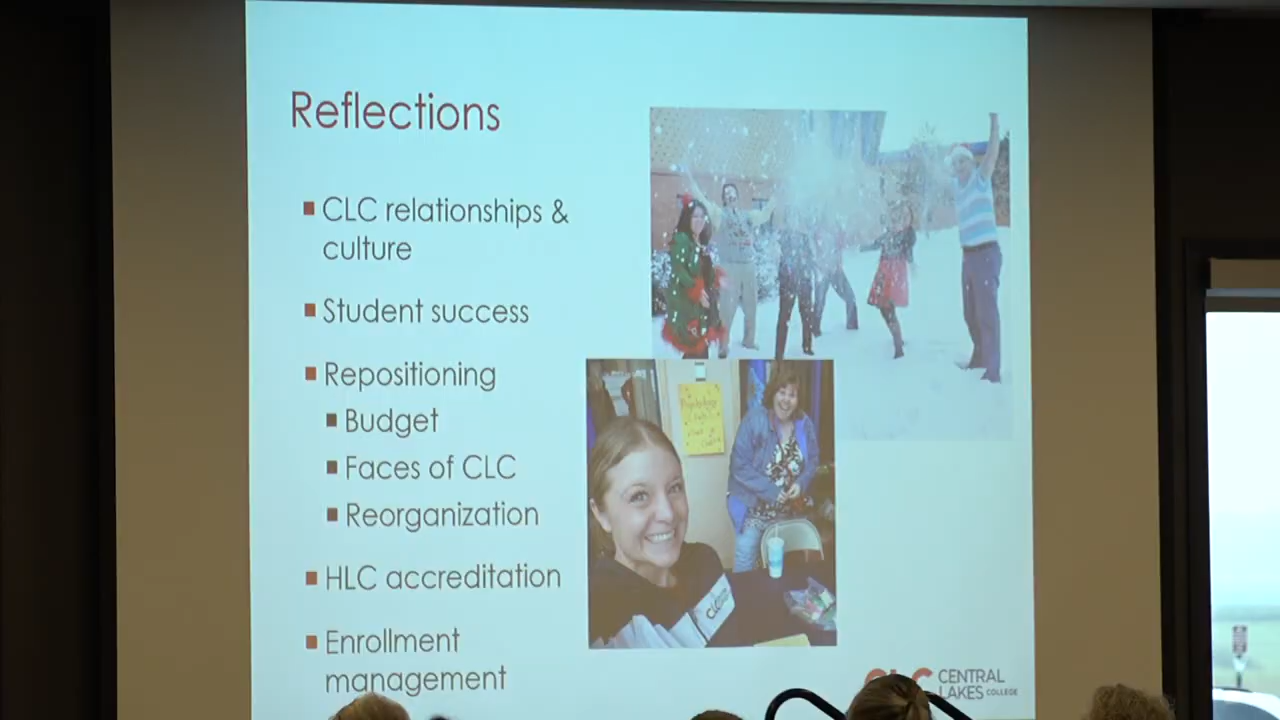 Reflections
CLC relationships &
culture
Student success
Repositioning
Budget
Faces of CLC
Reorganization
HLC accreditation
Enrollment
management
CLC
CLC CENTRAL
LAKES COLLEGE